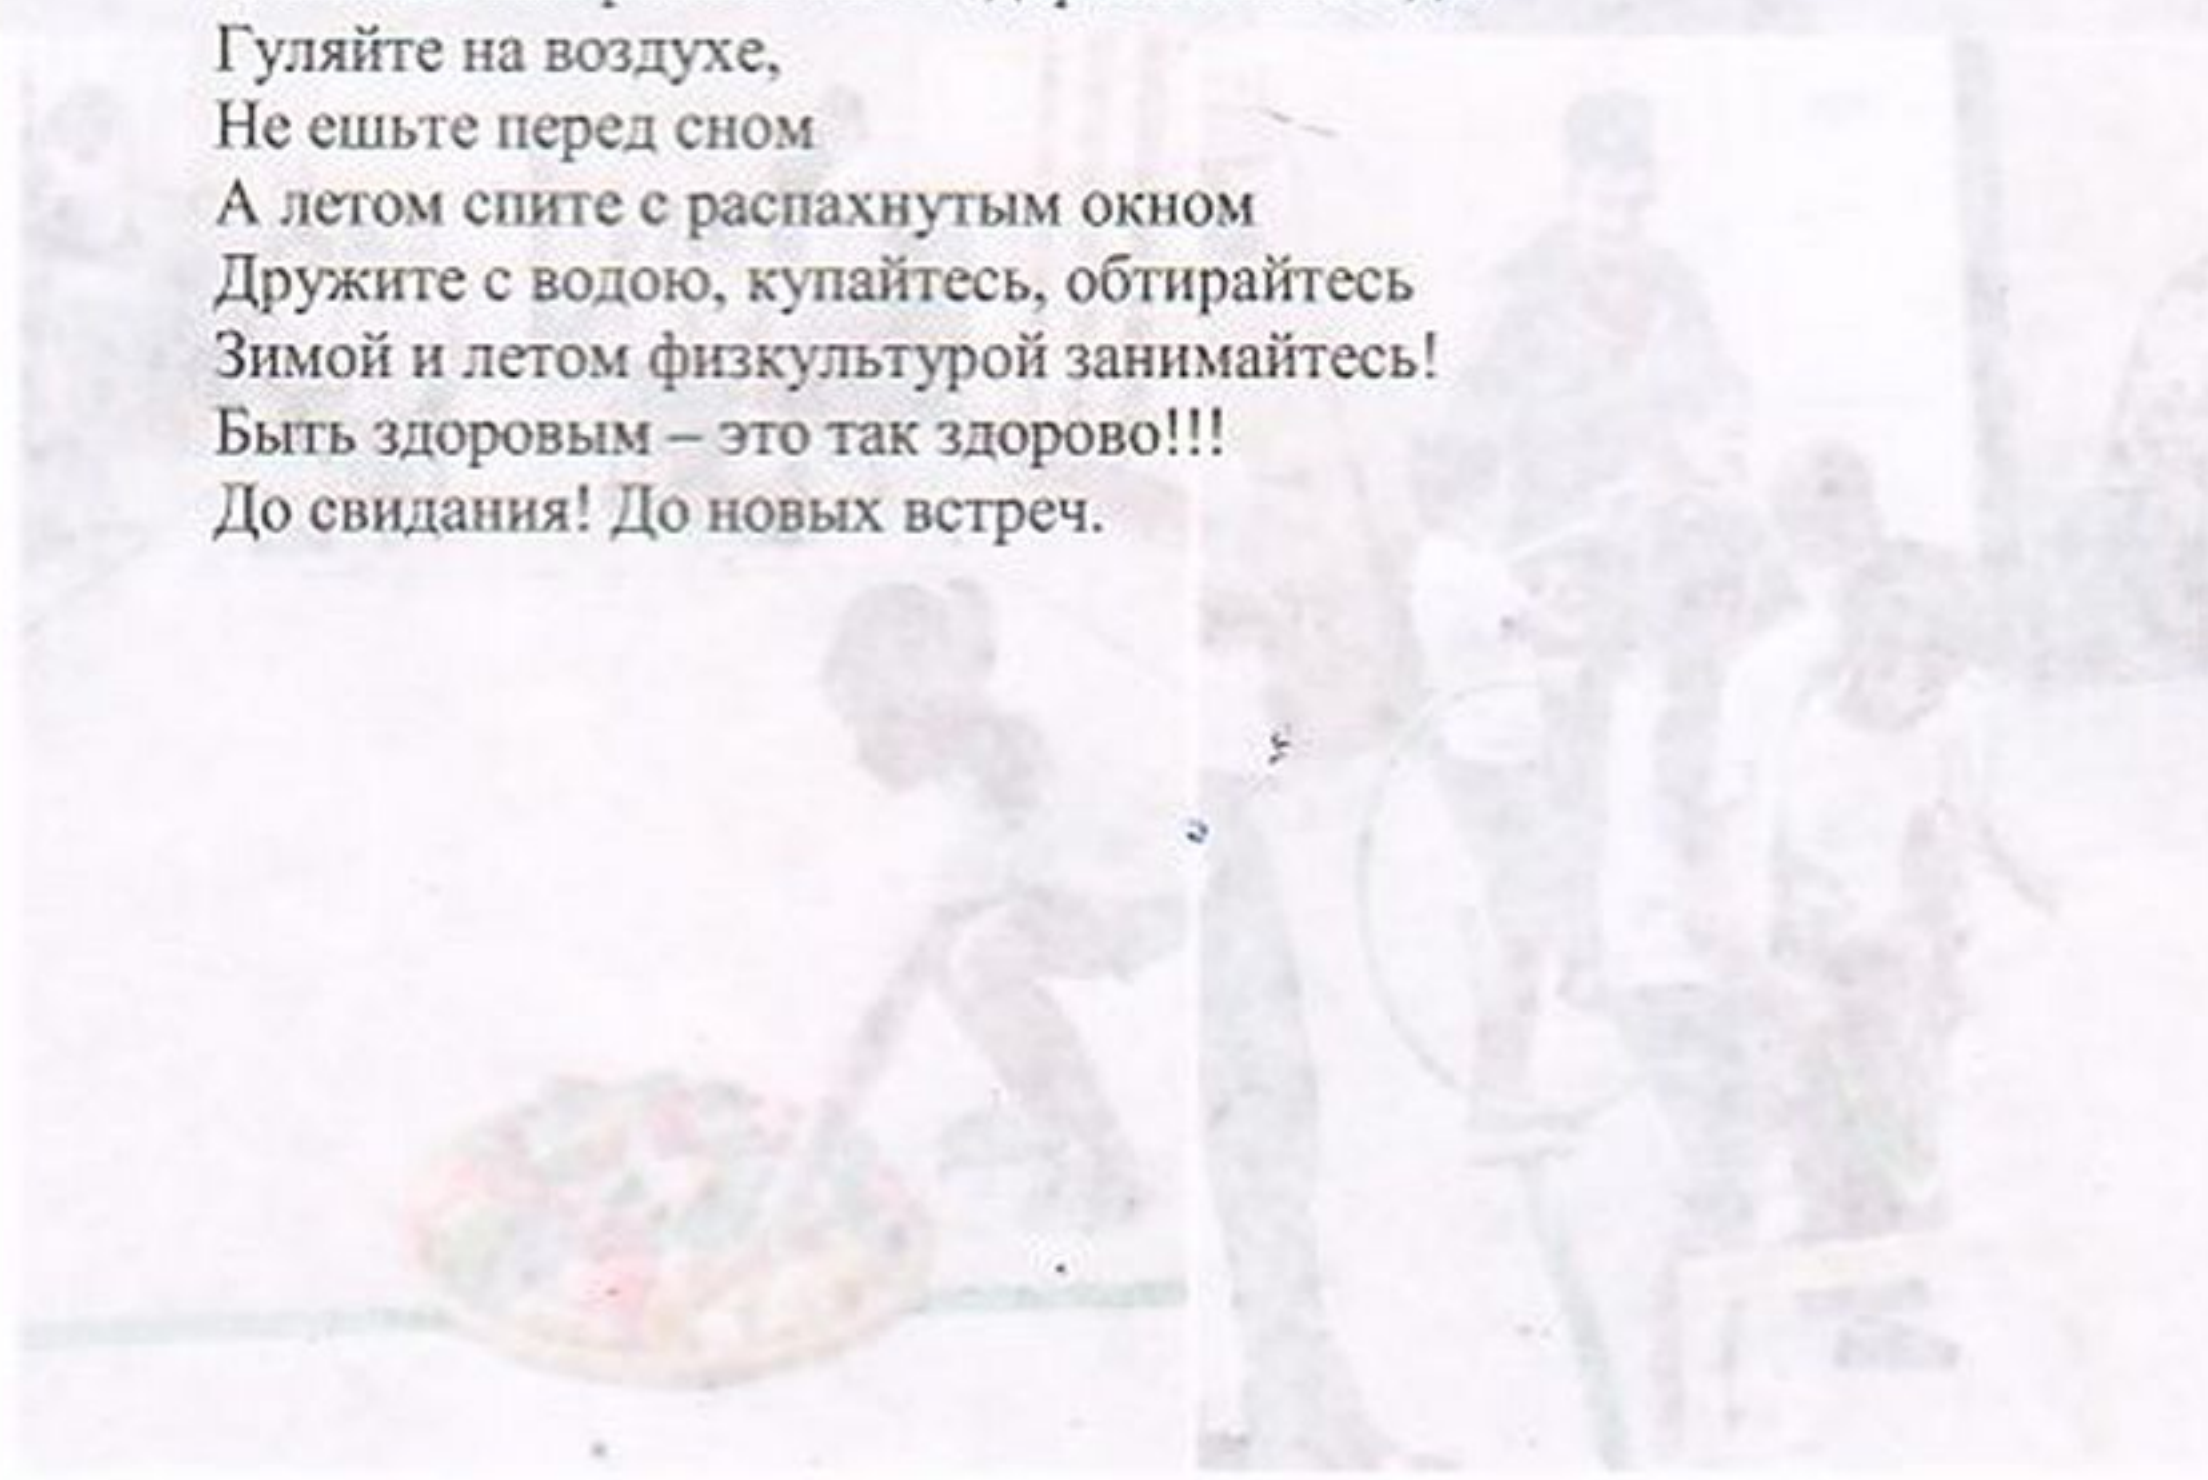 Гуляйте на воздухе,
Не ешьте перед сном
А летом спите с распахнутым окном
Дружите с водою, купайтесь, обтирайтесь
Зимой и летом физкультурой занимайтесь!
Быть здоровым – это так здорово!!!
До свидания! До новых встреч.